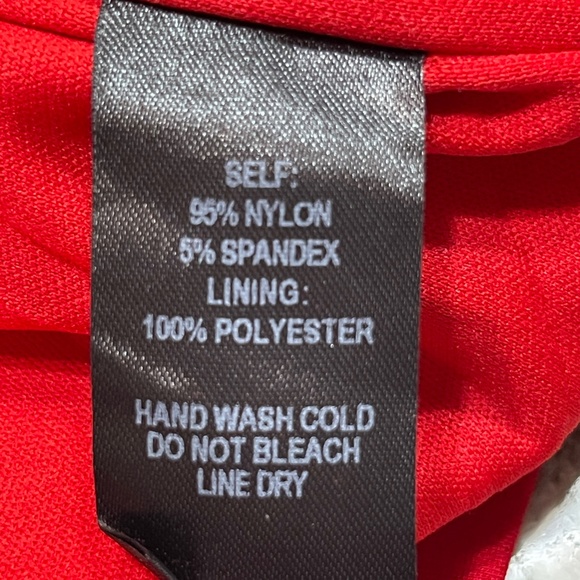 SELF:
95% NYLON
5% SPANDEX
LINING:
100% POLYESTER
HAND WASH COLD
DO NOT BLEACH
LINE DRY